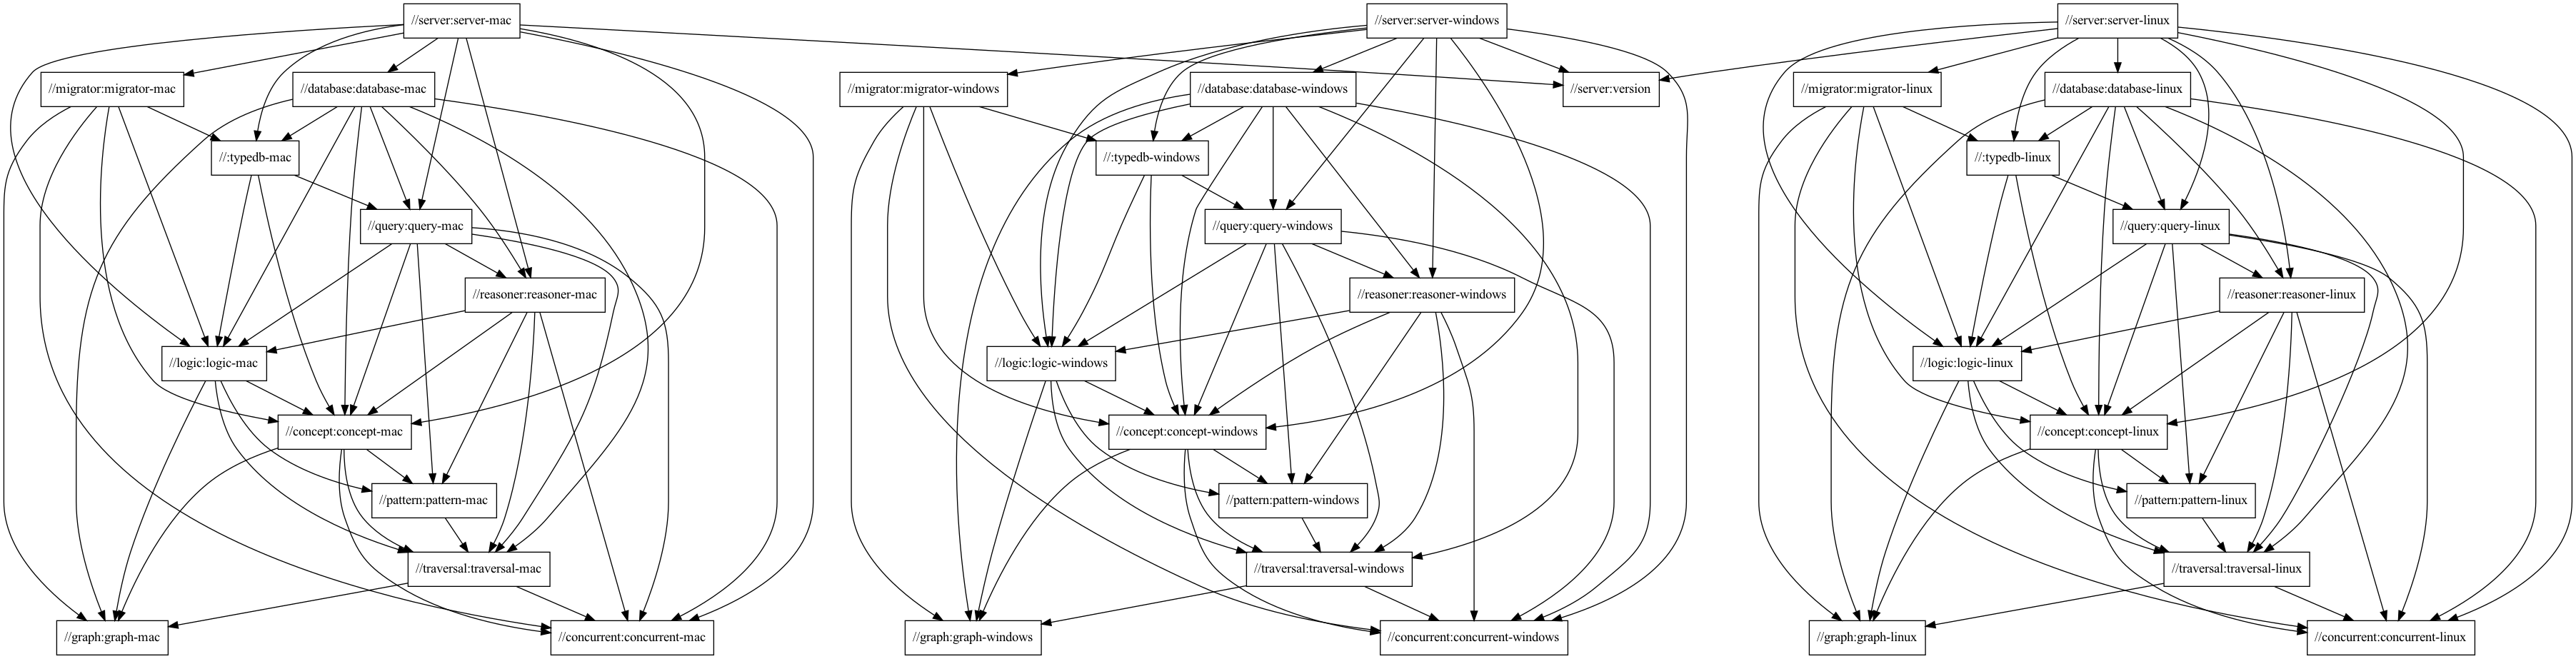 //server:server-mac
//server:server-windows
//server:server-linux
//migrator:migrator-mac
//database:database-mac
//migrator:migrator-windows
//database:database-windows
//server:version
//migrator:migrator-linux
//database:database-linux
//:typedb-mac
//:typedb-windows
//:typedb-linux
//query:query-mac
//query:query-windows
//query:query-linux
//reasoner:reasoner-mac
//reasoner:reasoner-windows
//reasoner:reasoner-linux
//logic:logic-mac
//logic:logic-windows
//logic:logic-linux
//concept:concept-mac
//concept:concept-windows
//concept:concept-linux
//pattern:pattern-mac
//pattern:pattern-windows
//pattern:pattern-linux
//traversal:traversal-mac
//traversal:traversal-windows
//traversal:traversal-linux
//graph:graph-mac
//concurrent:concurrent-mac
//graph:graph-windows
//concurrent:concurrent-windows
//graph:graph-linux
//concurrent:concurrent-linux